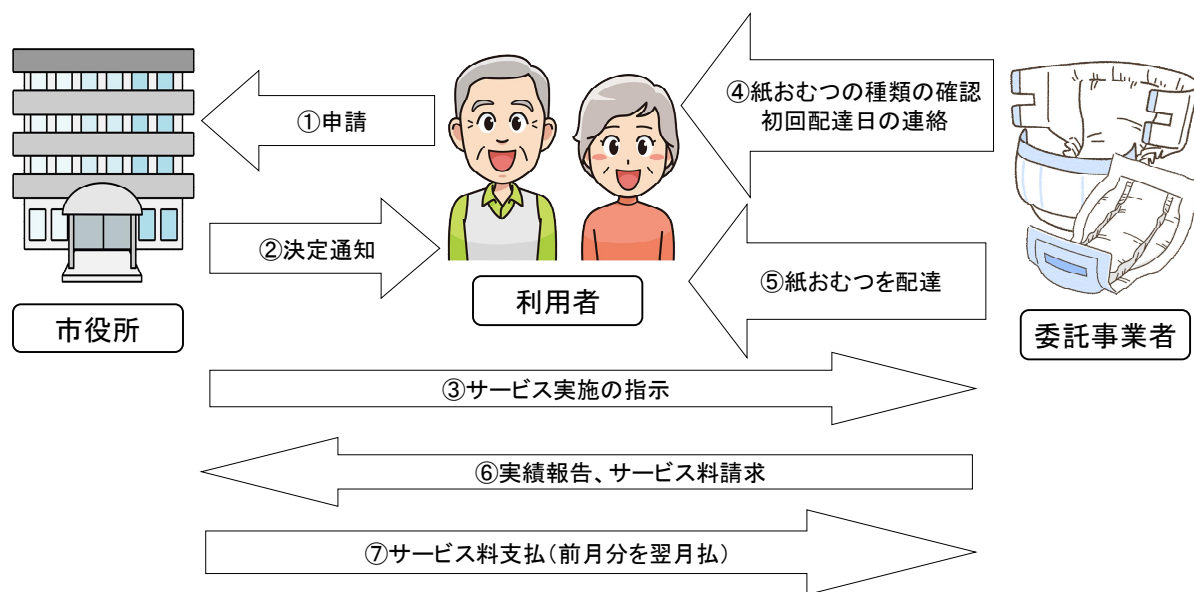 ①申請
②決定通知
④紙おむつの種類の確認
初回配達日の連絡
⑤紙おむつを配達
市役所
利用者
委託事業者
③サービス実施の指示
⑥実績報告、サービス料請求
⑦サービス料支払（前月分を翌月払）